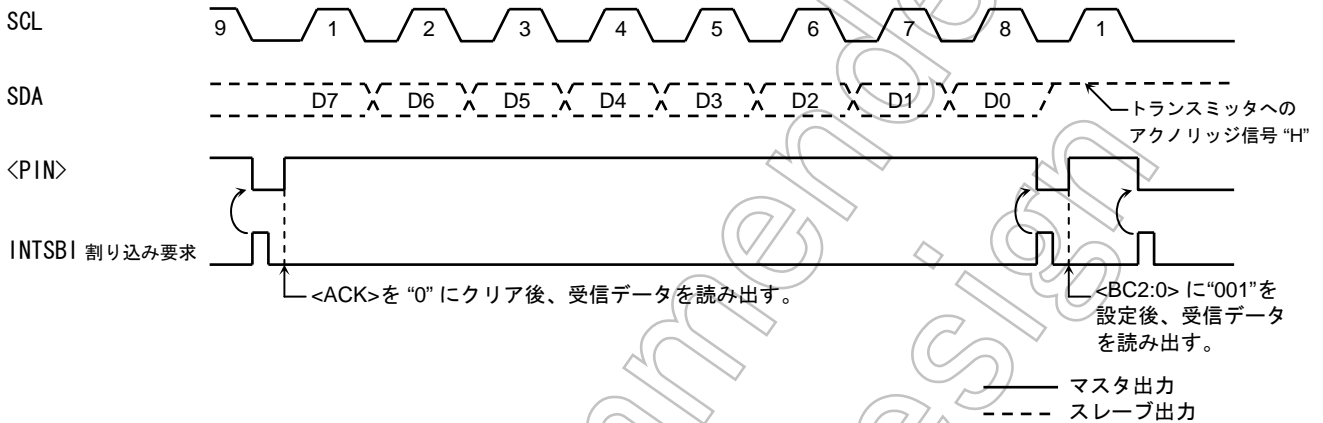 SCL 9 1 2 3 4 5 6 7 8 1
SDA D7 D6 D5 D4 D3 D2 D1 D0
トランスミッタへの
アクノリッジ信号 “H”
<PIN>
INTSBI 割り込み要求
<ACK>を “0” にクリア後、受信データを読み出す。
<BC2:0> に“001”を
設定後、受信データ
を読み出す。
マスタ出力
スレーブ出力